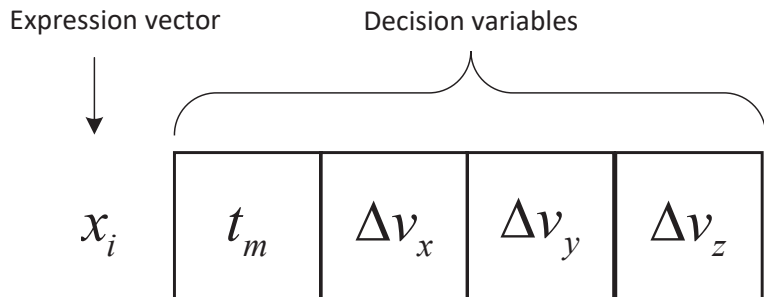 Expression vector Decision variables
x_i t_m Δv_x Δv_y Δv_z